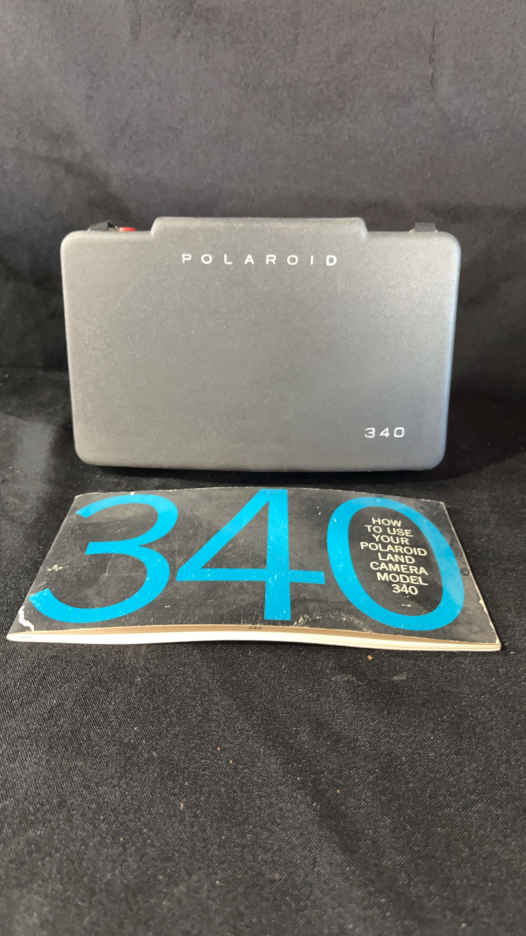 POLAROID
340
340
HOW
TO USE
YOUR
POLAROID
LAND
CAMERA
MODEL
340